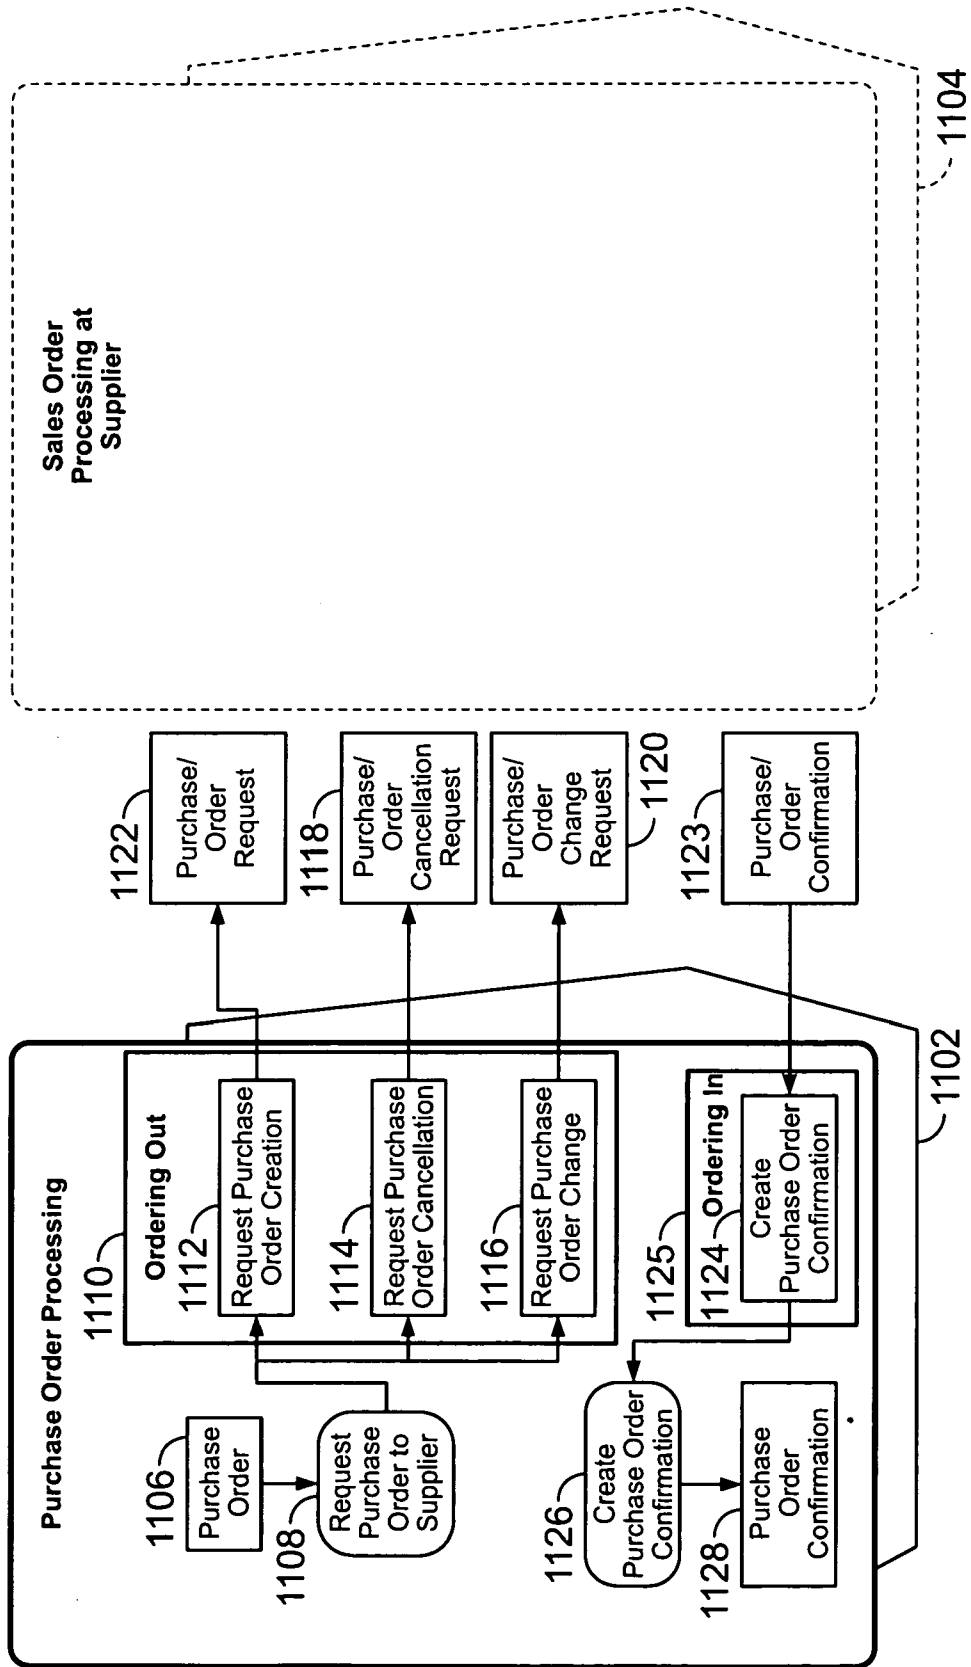 Purchase Order Processing
1106
Purchase
Order
1108
Request
Purchase
Order to
Supplier
1110
Ordering Out
1112
Request Purchase
Order Creation
1114
Request Purchase
Order Cancellation
1116
Request Purchase
Order Change
1125
Ordering In
1124
Create
Purchase Order
Confirmation
1126
Create
Purchase Order
Confirmation
1128
Purchase
Order
Confirmation
1102
1122
Purchase/
Order
Request
1118
Purchase/
Order
Cancellation
Request
Purchase/
Order
Change
Request
1120
1123
Purchase/
Order
Confirmation
Sales Order
Processing at
Supplier
1104